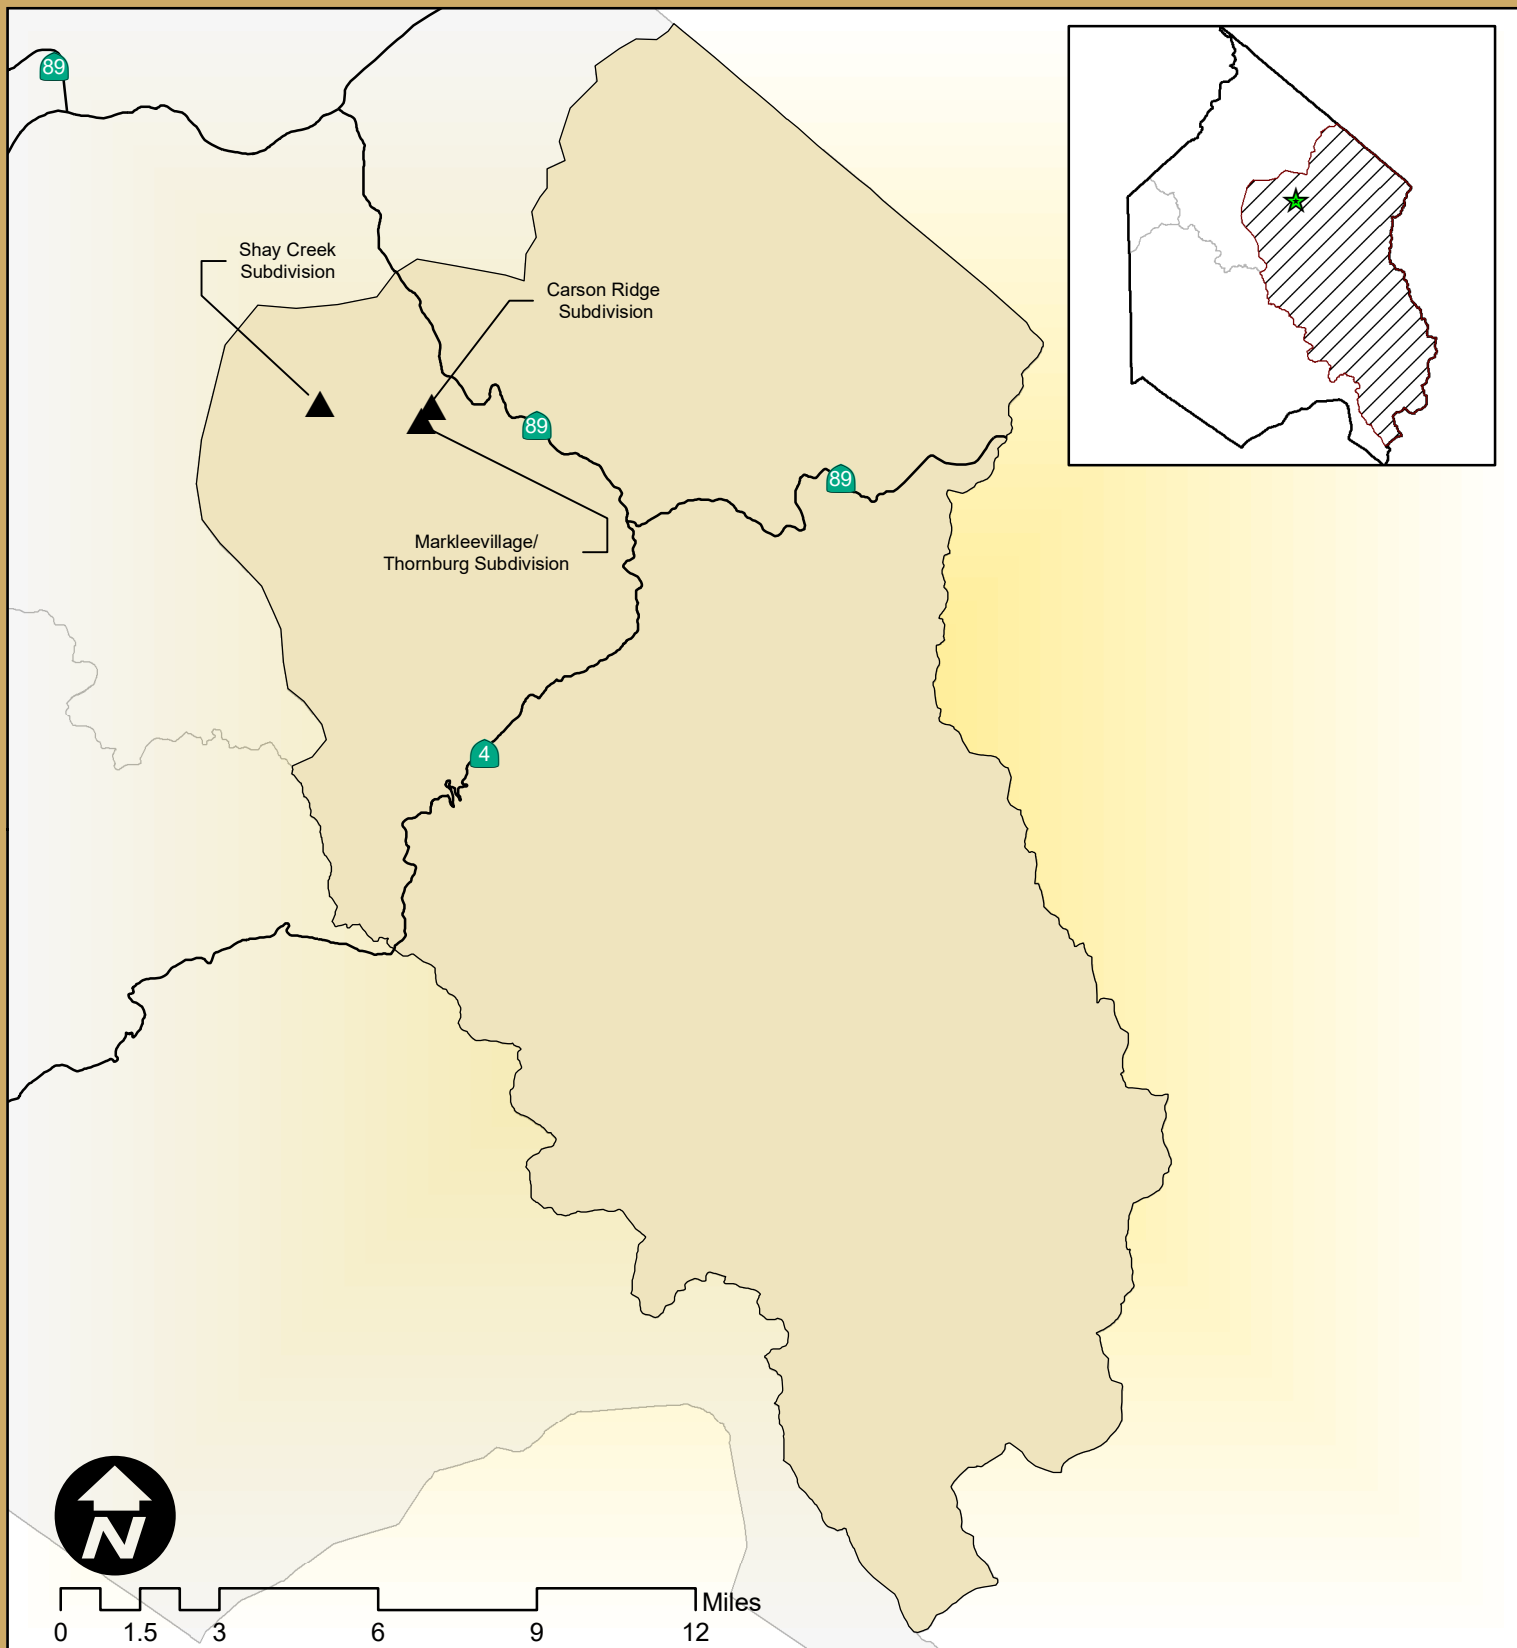 89
Shay Creek
Subdivision
Carson Ridge
Subdivision
89
89
Markleevillage/
Thornburg Subdivision
4
N
Miles
0 1.5 3 6 9 12